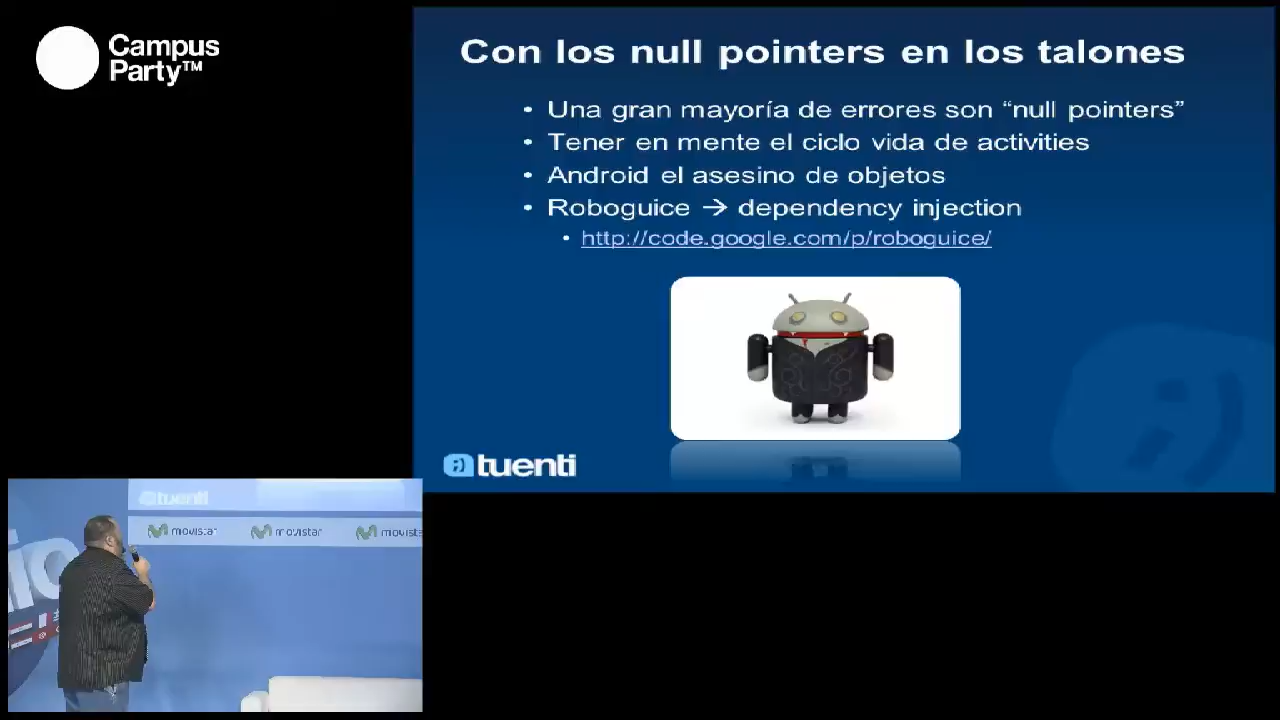 Campus
Party™
Con los null pointers en los talones
• Una gran mayoría de errores son “null pointers”
• Tener en mente el ciclo vida de activities
• Android el asesino de objetos
• Roboguice → dependency injection
• http://code.google.com/p/roboguice/
tuenti
tuenti
movistar movistar movista
io